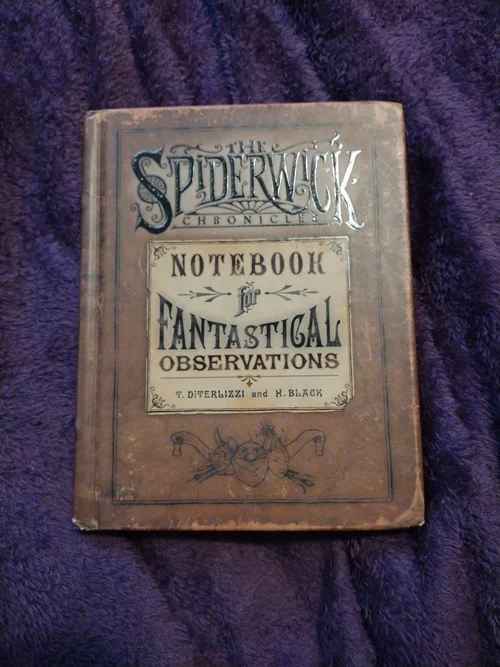 THE
SPiDERWiCK
CHRONICLES
NOTEBOOK
for
FANTASTICAL
OBSERVATIONS
T. DiTERLIZZI and H. BLACK